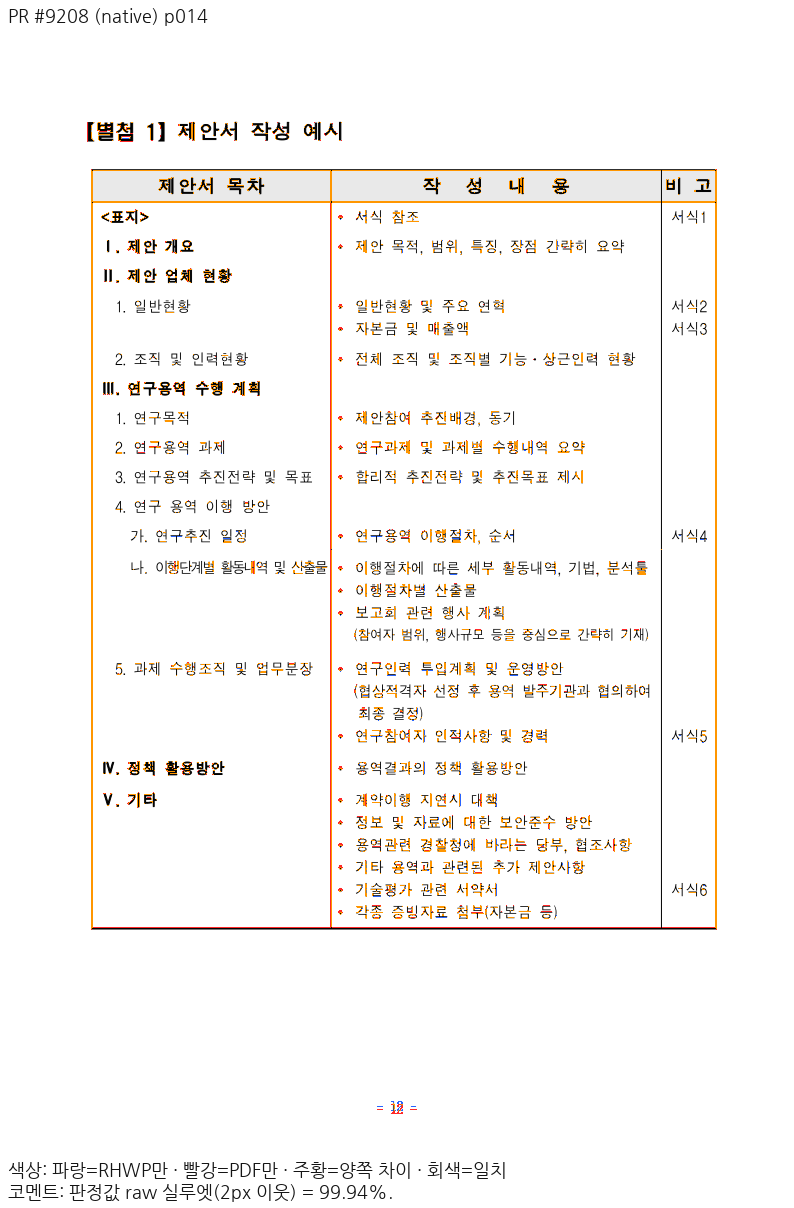 PR #9208 (native) p014
【별첨 1】 제안서 작성 예시
제안서 목차 작 성 내 용 비 고
<표지> • 서식 참조 서식1
Ⅰ. 제안 개요 • 제안 목적, 범위, 특징, 장점 간략히 요약
Ⅱ. 제안 업체 현황
1. 일반현황 • 일반현황 및 주요 연혁 서식2
• 자본금 및 매출액 서식3
2. 조직 및 인력현황 • 전체 조직 및 조직별 기능・상근인력 현황
Ⅲ. 연구용역 수행 계획
1. 연구목적 • 제안참여 추진배경, 동기
2. 연구용역 과제 • 연구과제 및 과제별 수행내역 요약
3. 연구용역 추진전략 및 목표 • 합리적 추진전략 및 추진목표 제시
4. 연구 용역 이행 방안
가. 연구추진 일정 • 연구용역 이행절차, 순서 서식4
나. 이행단계별 활동내역 및 산출물 • 이행절차에 따른 세부 활동내역, 기법, 분석툴
• 이행절차별 산출물
• 보고회 관련 행사 계획
(참여자 범위, 행사규모 등을 중심으로 간략히 기재)
5. 과제 수행조직 및 업무분장 • 연구인력 투입계획 및 운영방안
(협상적격자 선정 후 용역 발주기관과 협의하여
최종 결정)
• 연구참여자 인적사항 및 경력 서식5
Ⅳ. 정책 활용방안 • 용역결과의 정책 활용방안
Ⅴ. 기타 • 계약이행 지연시 대책
• 정보 및 자료에 대한 보안준수 방안
• 용역관련 경찰청에 바라는 당부, 협조사항
• 기타 용역과 관련된 추가 제안사항
• 기술평가 관련 서약서 서식6
• 각종 증빙자료 첨부(자본금 등)
색상: 파랑=RHWP만 · 빨강=PDF만 · 주황=양쪽 차이 · 회색=일치
코멘트: 판정값 raw 실루엣(2px 이웃) = 99.94%.